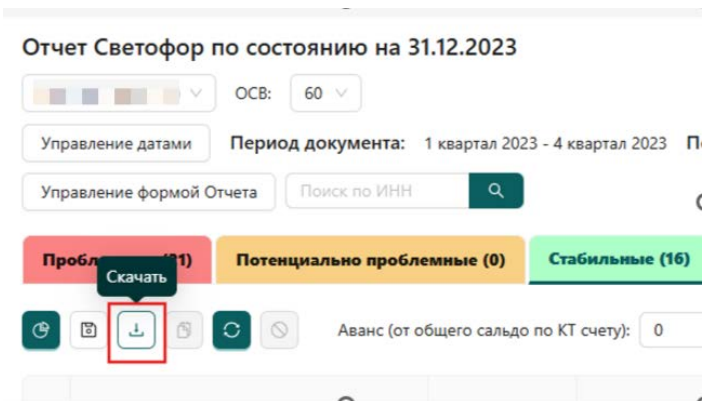 Отчет Светофор по состоянию на 31.12.2023
ОСВ: 60
Управление датами Период документа: 1 квартал 2023 - 4 квартал 2023
Управление формой Отчета Поиск по ИНН
Потенциально проблемные (0) Стабильные (16)
Скачать
Аванс (от общего сальдо по КТ счету): 0